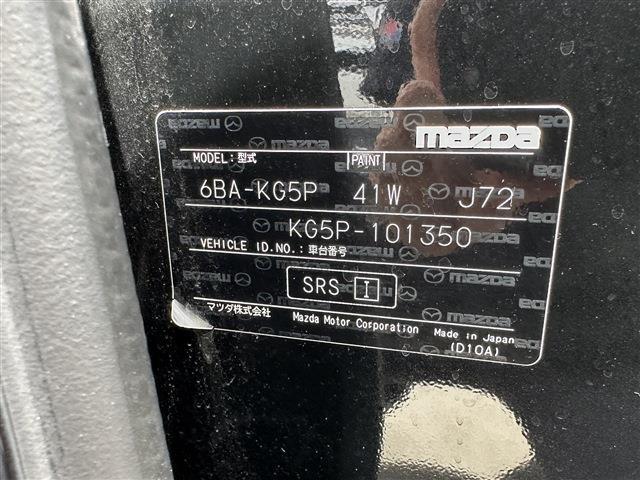 mazda
MODEL:型式 PAINT
6BA-KG5P 41W J72
KG5P-101350
VEHICLE ID.NO.:車台番号
SRS I
マツダ株式会社 Mazda Motor Corporation Made in Japan
(D10A)